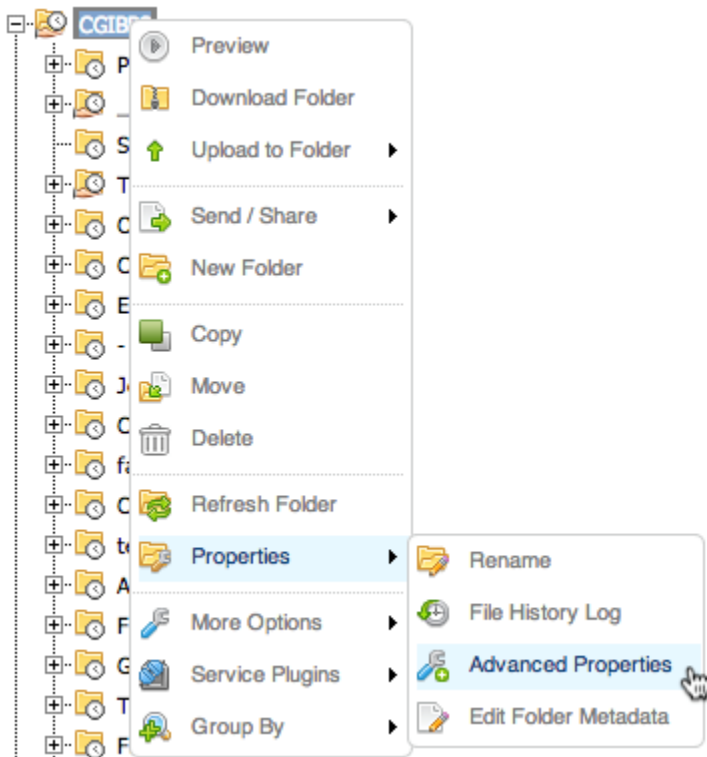 CGIB
Preview
Download Folder
Upload to Folder
Send / Share
New Folder
Copy
Move
Delete
Refresh Folder
Properties
More Options
Service Plugins
Group By
Rename
File History Log
Advanced Properties
Edit Folder Metadata